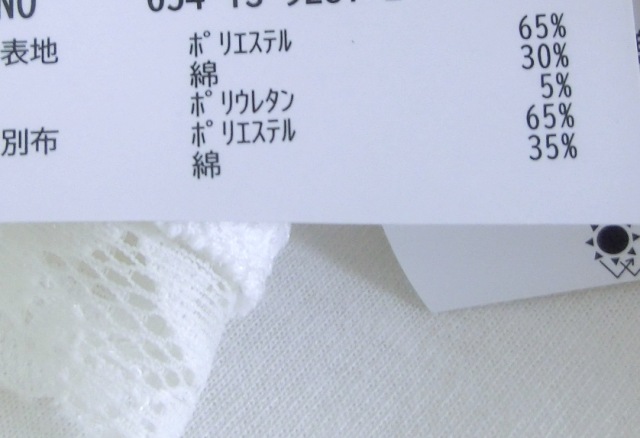 NO
表地 ﾎﾟﾘｴｽﾃﾙ 65%
綿 30%
ﾎﾟﾘｳﾚﾀﾝ 5%
別布 ﾎﾟﾘｴｽﾃﾙ 65%
綿 35%